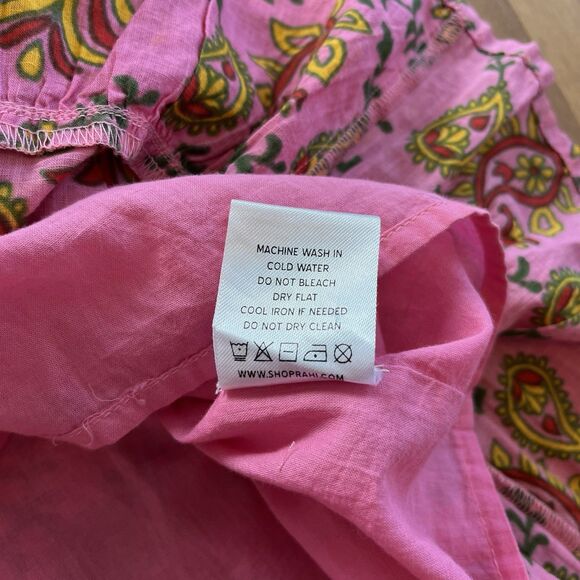 MACHINE WASH IN
COLD WATER
DO NOT BLEACH
DRY FLAT
COOL IRON IF NEEDED
DO NOT DRY CLEAN
WWW.SHOPRAHI.COM